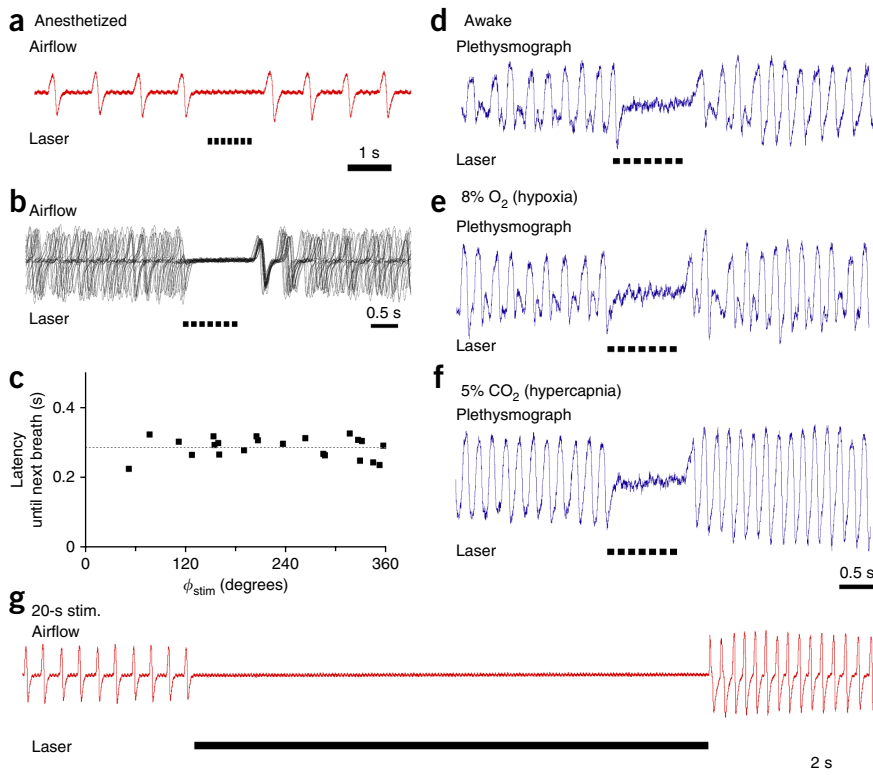 a Anesthetized
Airflow
Laser
1 s
b Airflow
Laser
0.5 s
c
Latency
until next breath (s)
0.4
0.2
0
0 120 240 360
ϕstim (degrees)
d Awake
Plethysmograph
Laser
e 8% O2 (hypoxia)
Plethysmograph
Laser
f 5% CO2 (hypercapnia)
Plethysmograph
Laser
0.5 s
g 20-s stim.
Airflow
Laser
2 s